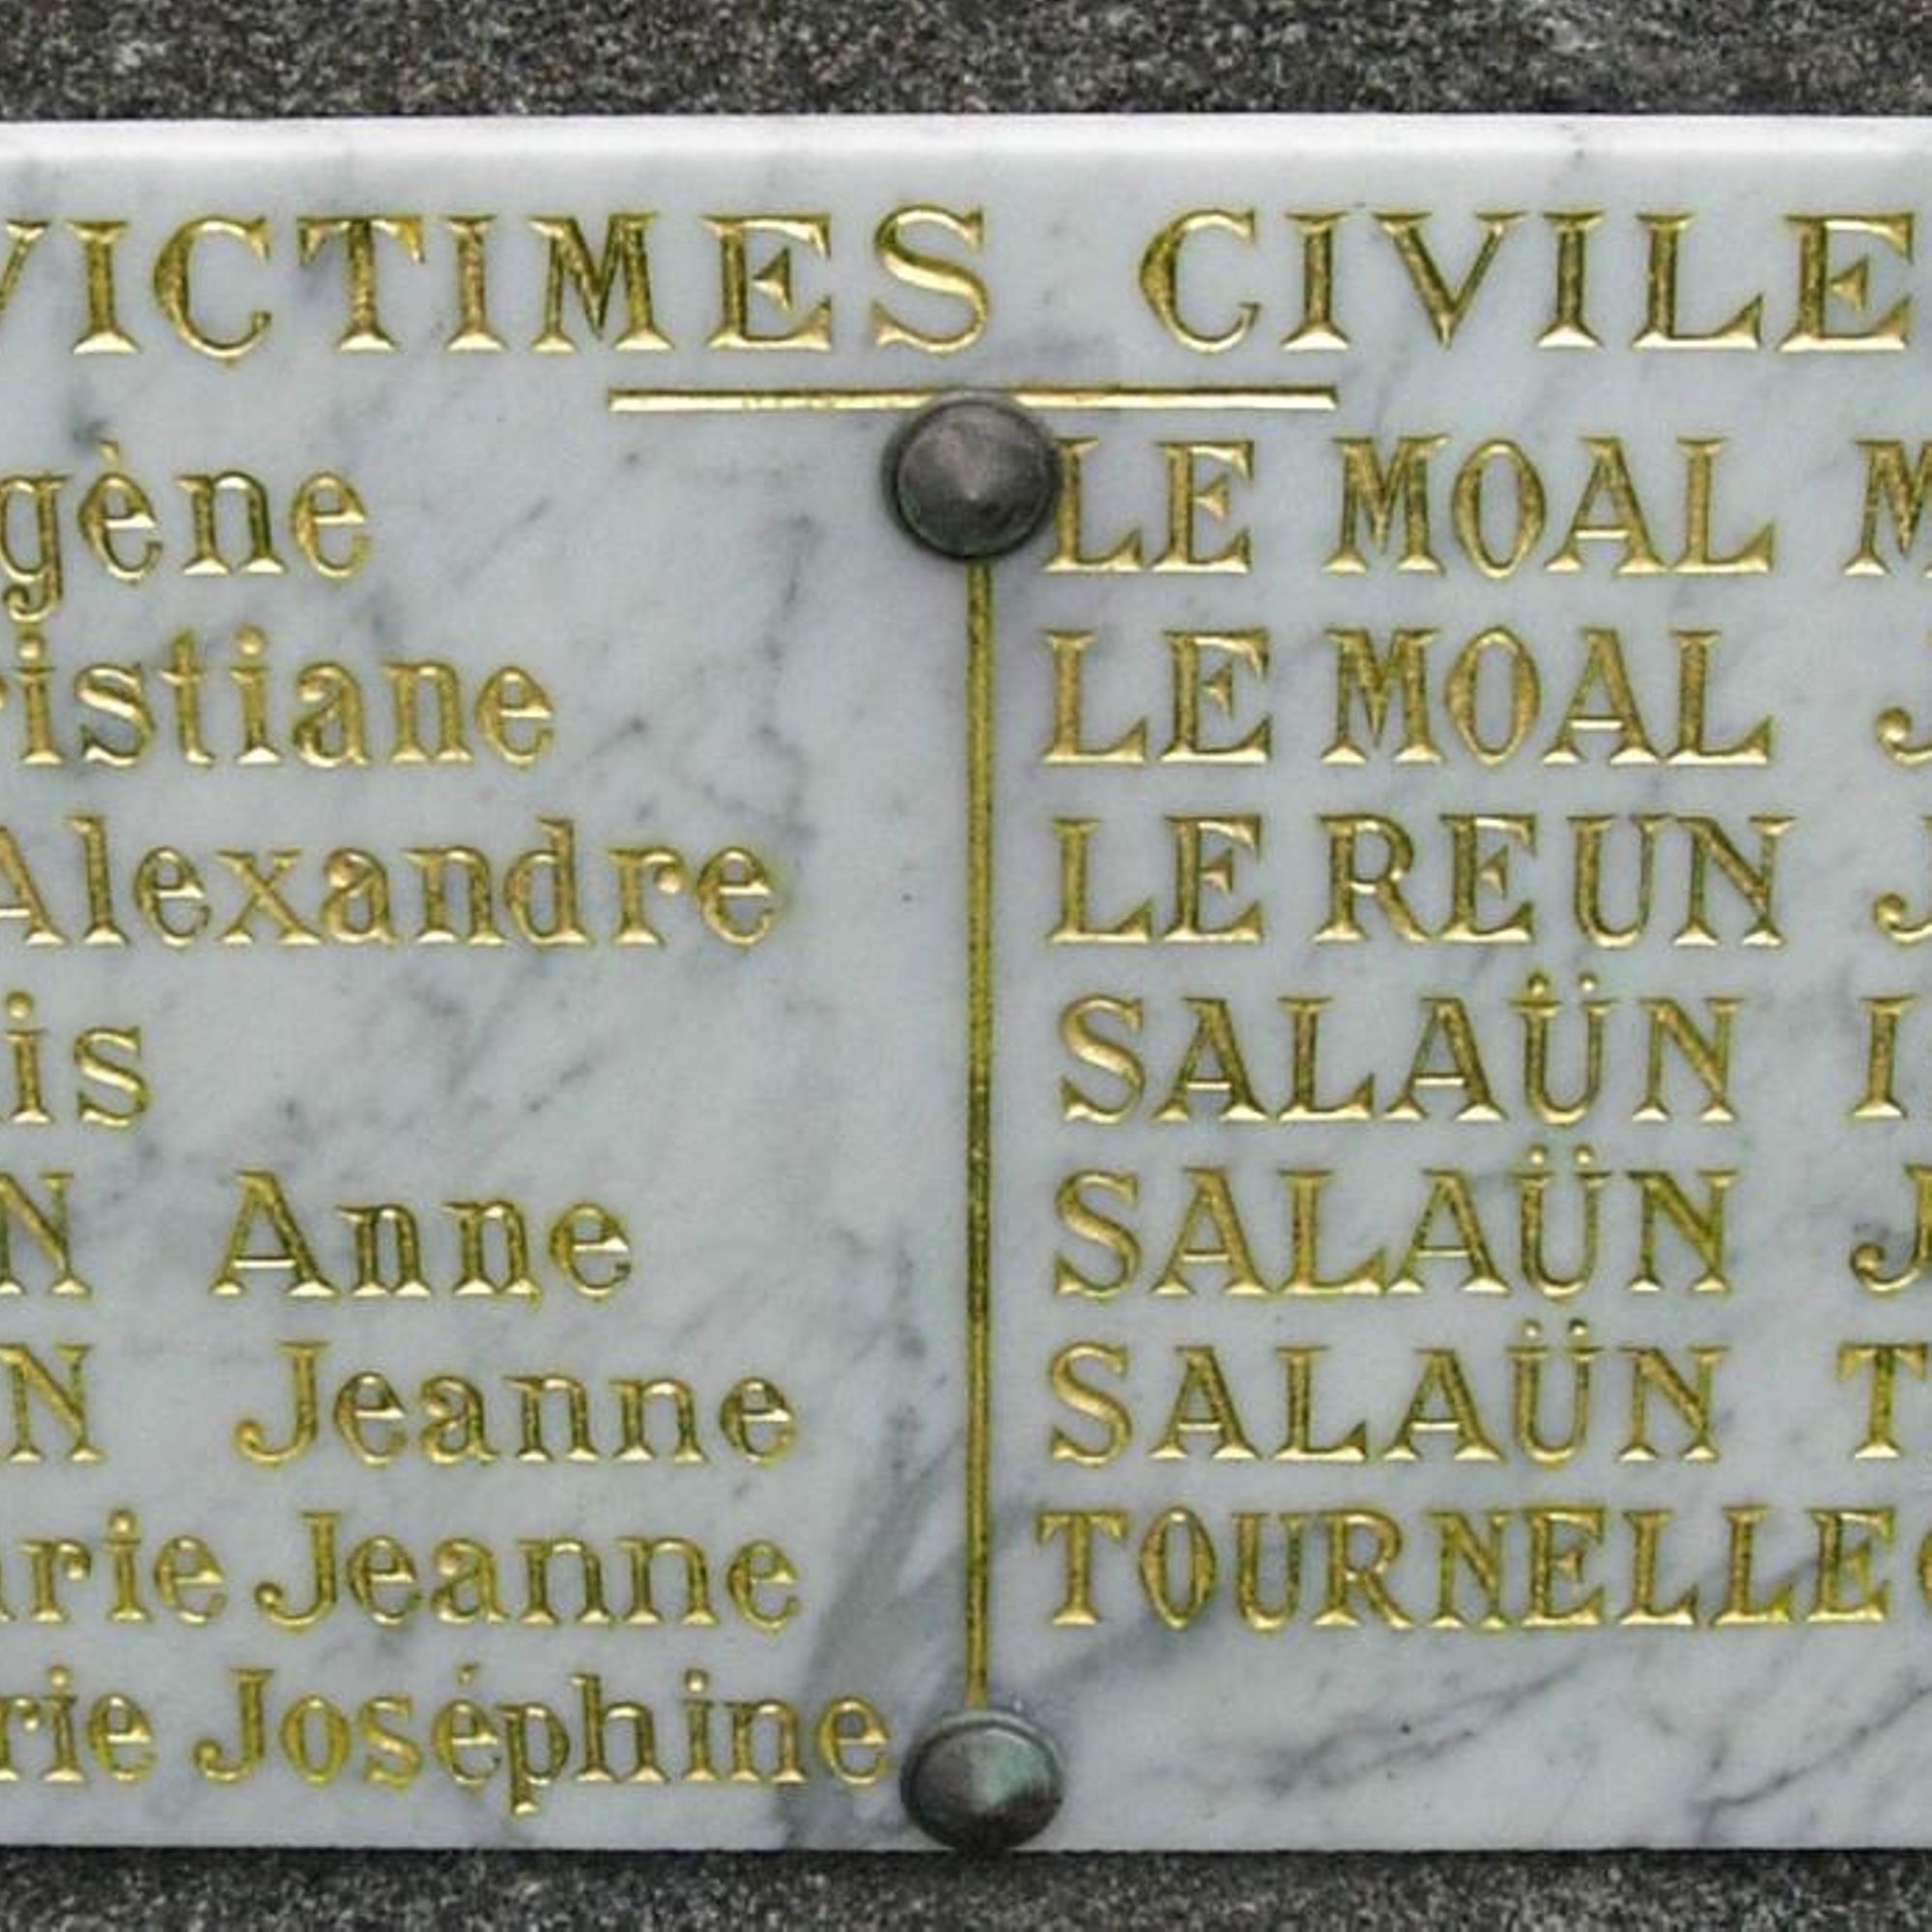 VICTIMES CIVILE
gène
istiane
Alexandre
is
N Anne
N Jeanne
rie Jeanne
rie Joséphine
LE MOAL M
LE MOAL J
LE REUN J
SALAÜN I
SALAÜN J
SALAÜN T
TOURNELLE